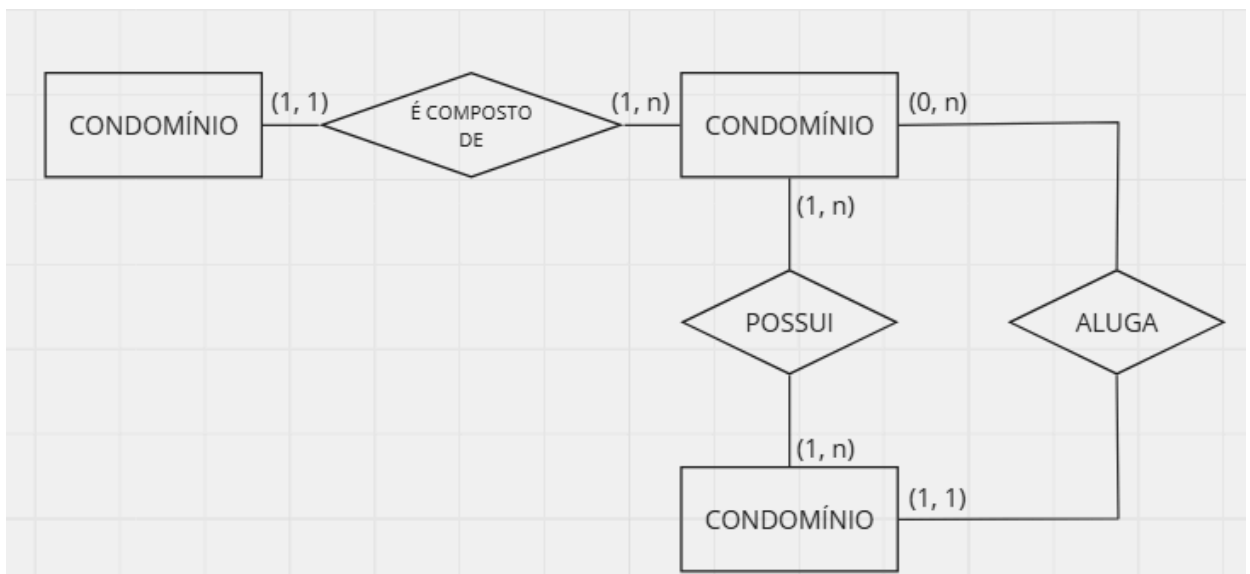 CONDOMÍNIO
(1, 1)
É COMPOSTO
DE
(1, n)
CONDOMÍNIO
(0, n)
(1, n)
POSSUI
ALUGA
(1, n)
CONDOMÍNIO
(1, 1)